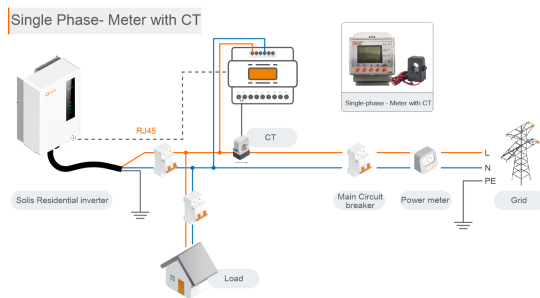 Single Phase- Meter with CT
Single-phase - Meter with CT
RJ45
CT
L
N
PE
Solis Residential inverter
Main Circuit
breaker
Power meter
Grid
Load